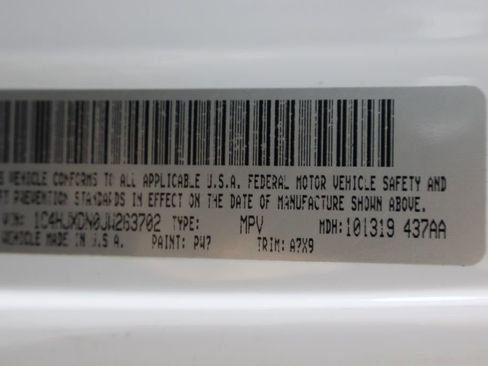 VEHICLE CONFORMS TO ALL APPLICABLE U.S.A. FEDERAL MOTOR VEHICLE SAFETY AND
PREVENTION STANDARDS IN EFFECT ON THE DATE OF MANUFACTURE SHOWN ABOVE.
VIN: 1C4HJXDN0JW263702 TYPE: MPV MDH: 101319 437AA
VEHICLE MADE IN U.S.A. PAINT: PW7 TRIM: A7X9